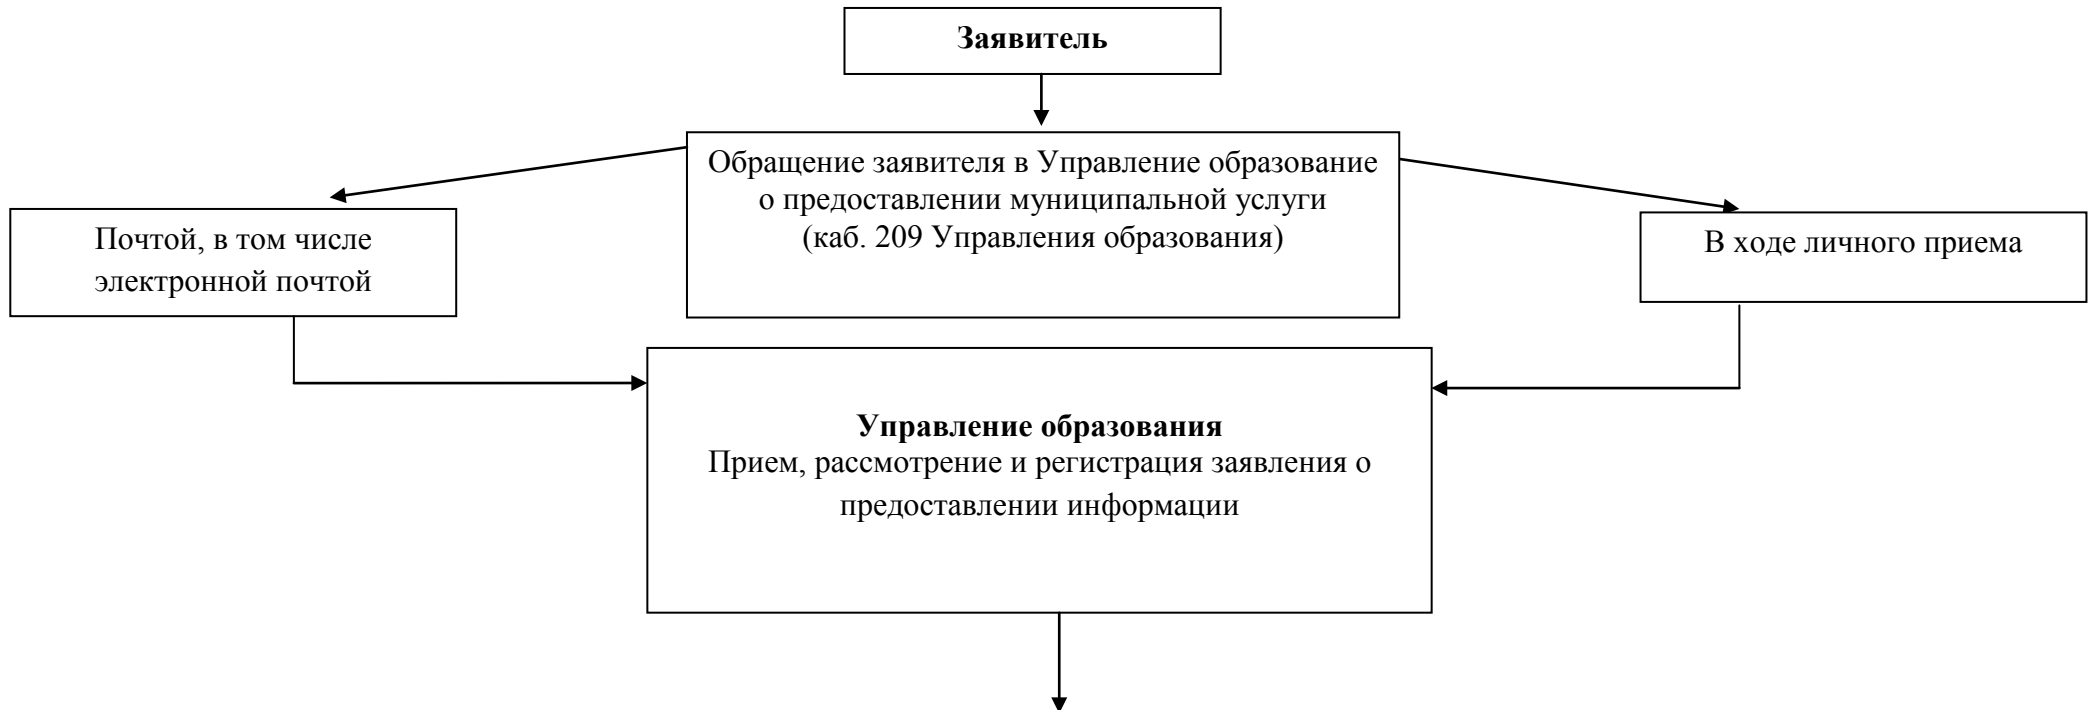 Заявитель
Обращение заявителя в Управление образование
о предоставлении муниципальной услуги
(каб. 209 Управления образования)
Почтой, в том числе
электронной почтой
В ходе личного приема
Управление образования
Прием, рассмотрение и регистрация заявления о
предоставлении информации